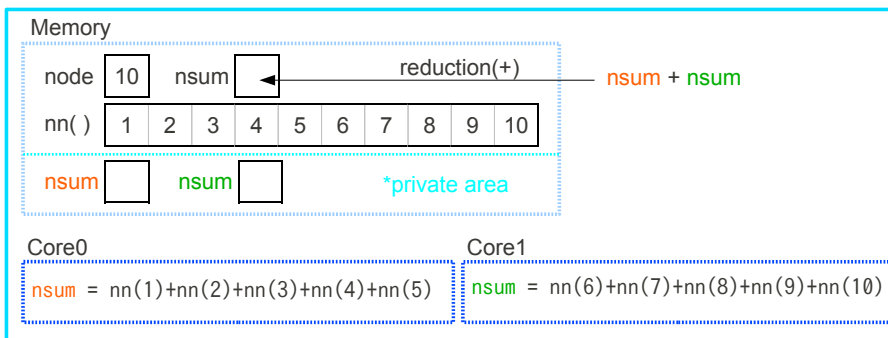 Memory
node 10 nsum reduction(+) nsum + nsum
nn( ) 1 2 3 4 5 6 7 8 9 10
nsum nsum *private area
Core0 Core1
nsum = nn(1)+nn(2)+nn(3)+nn(4)+nn(5) nsum = nn(6)+nn(7)+nn(8)+nn(9)+nn(10)